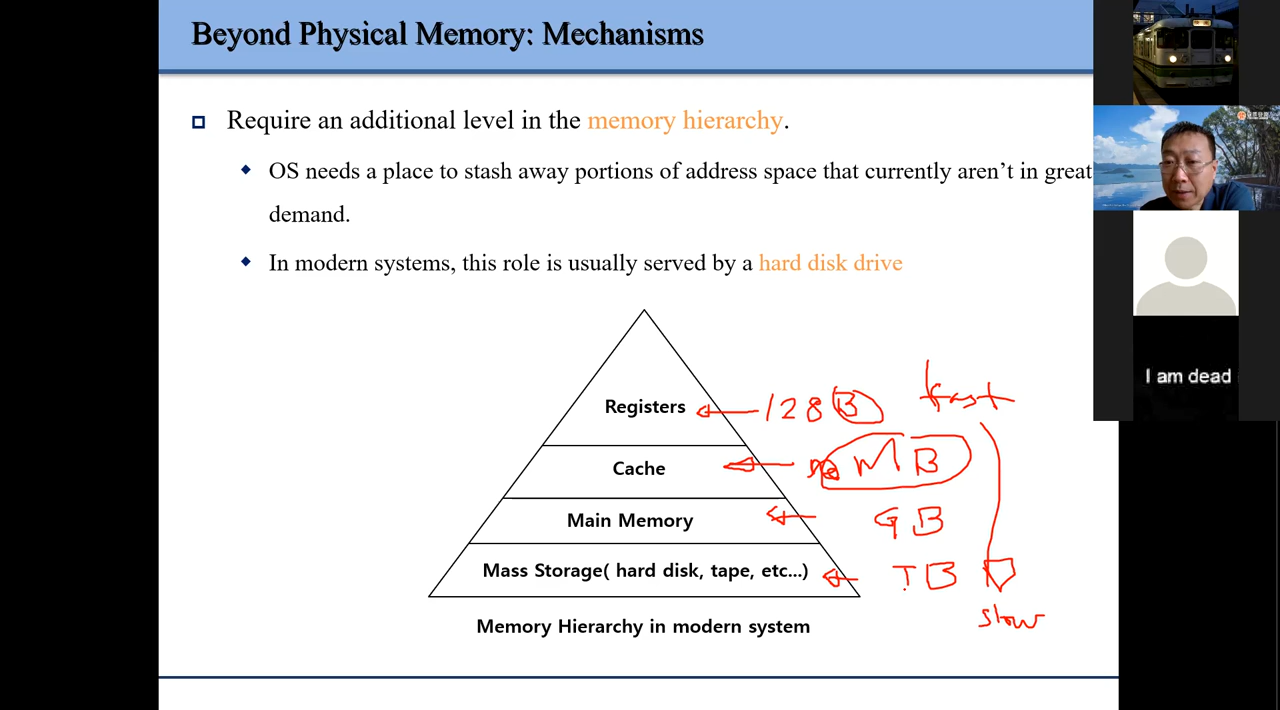 Beyond Physical Memory: Mechanisms
Require an additional level in the memory hierarchy.
OS needs a place to stash away portions of address space that currently aren't in great
demand.
In modern systems, this role is usually served by a hard disk drive
Registers
128 B
fast
Cache
MB
Main Memory
GB
Mass Storage( hard disk, tape, etc...)
TB
slow
Memory Hierarchy in modern system
I am dead